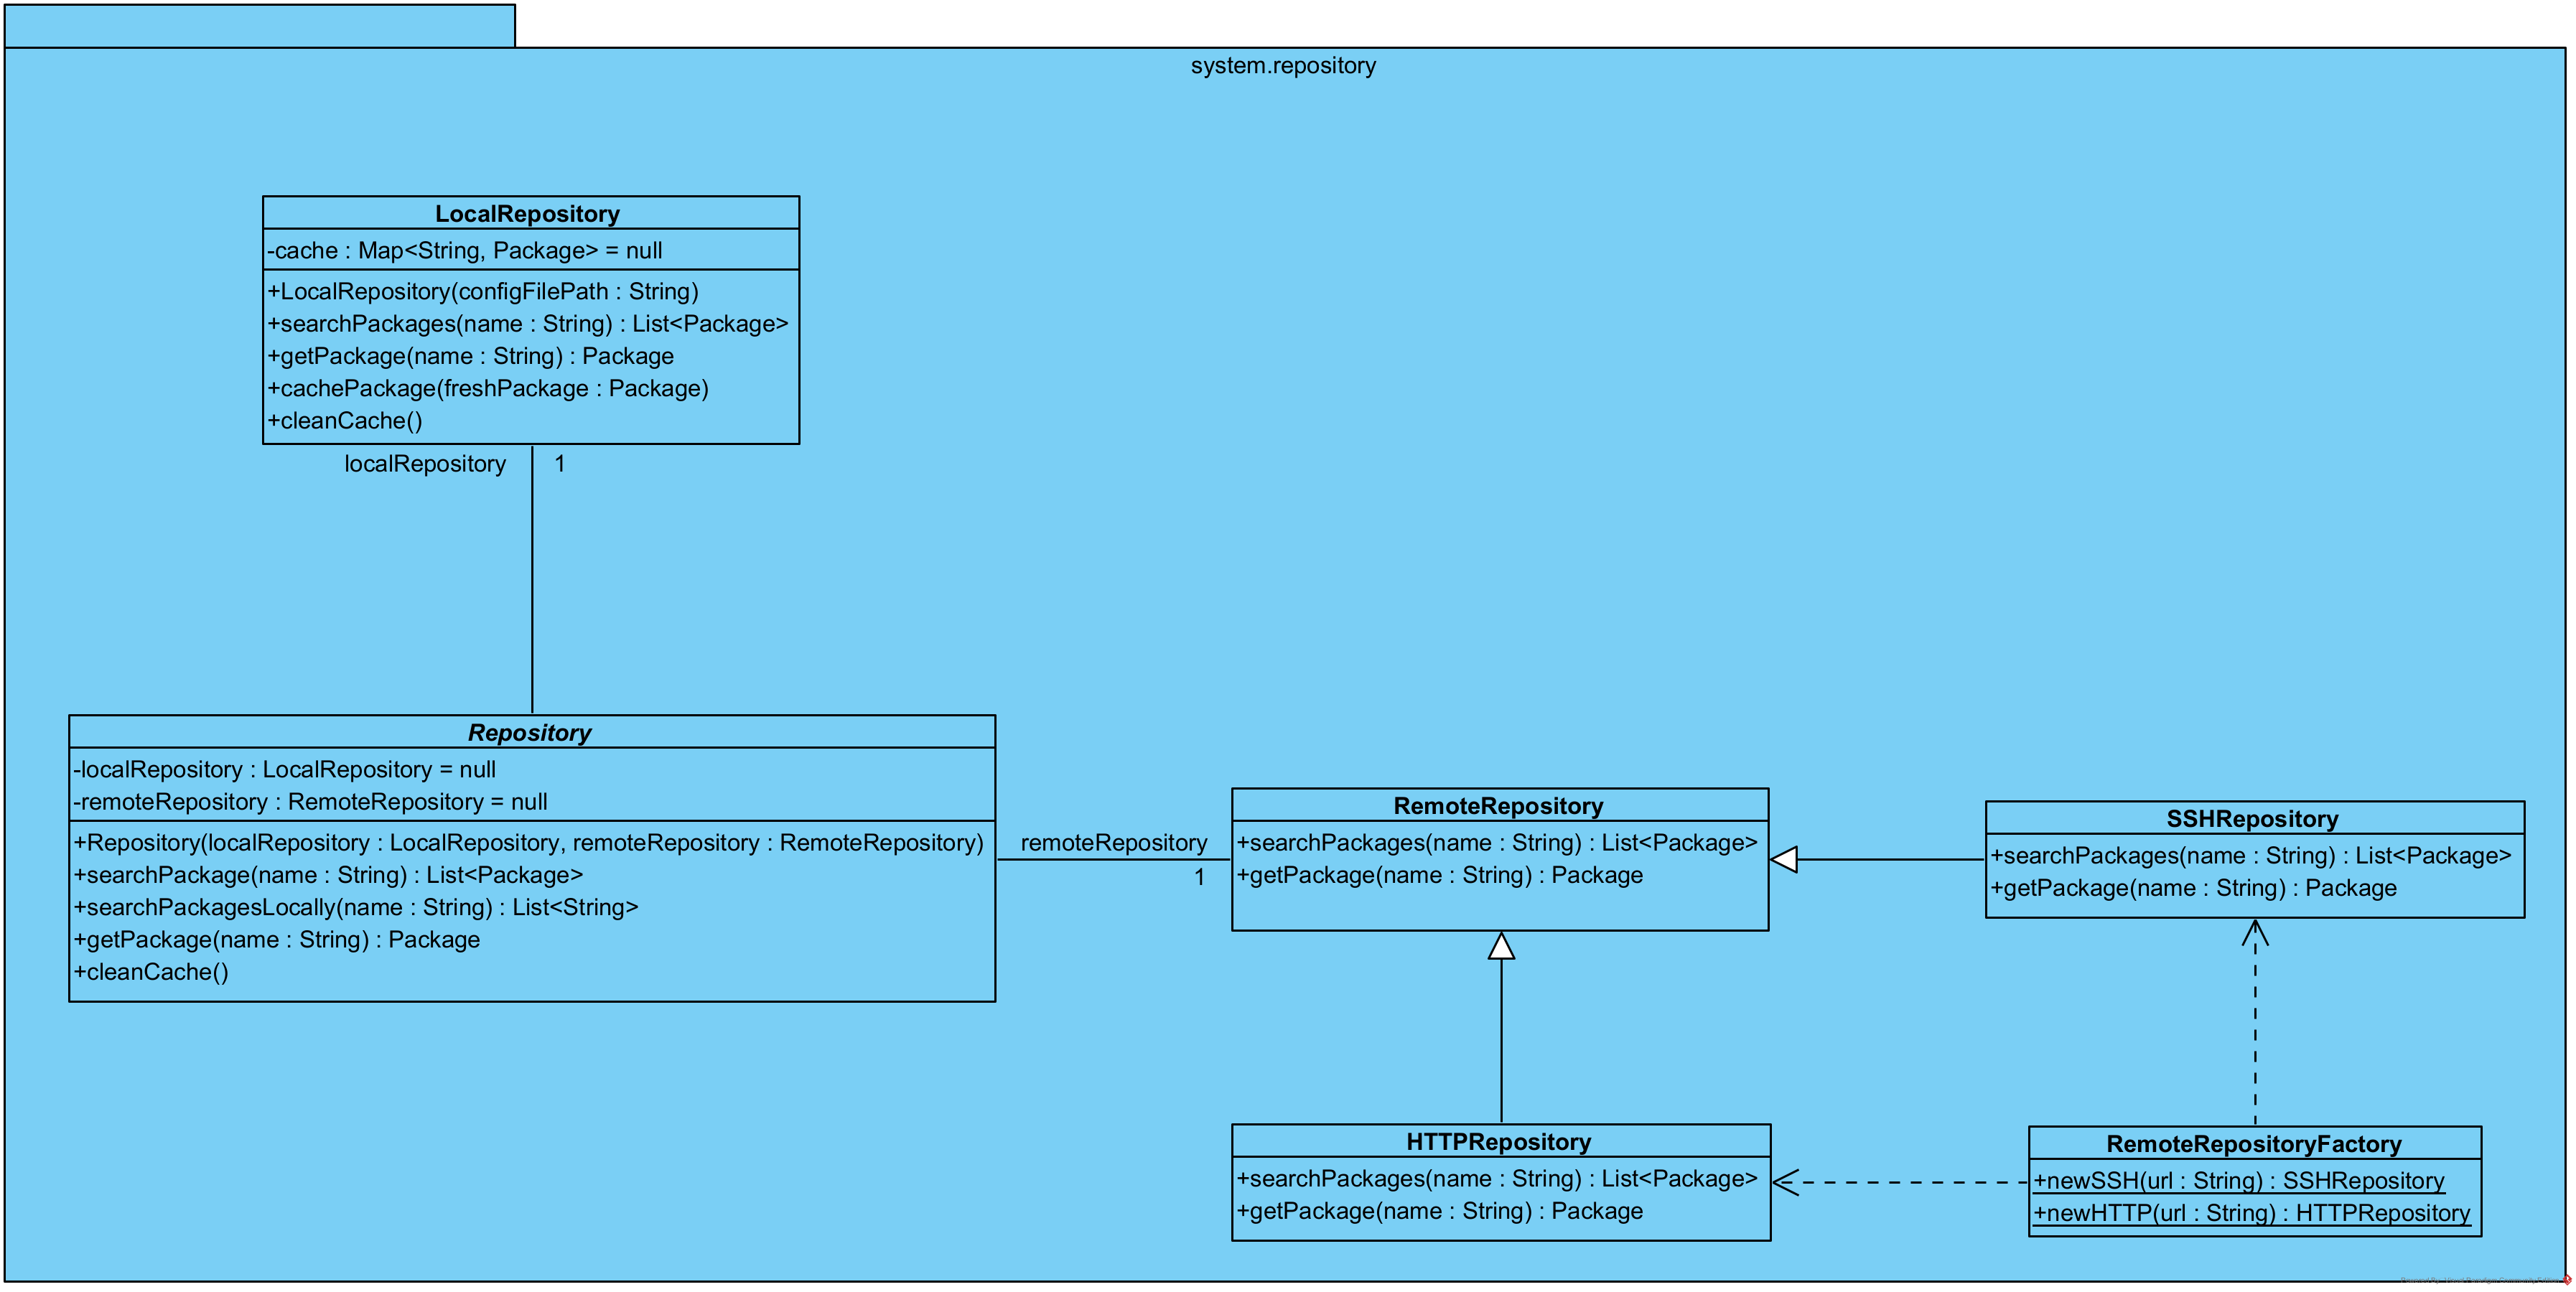 system.repository
LocalRepository
-cache : Map<String, Package> = null
+LocalRepository(configFilePath : String)
+searchPackages(name : String) : List<Package>
+getPackage(name : String) : Package
+cachePackage(freshPackage : Package)
+cleanCache()
localRepository 1
Repository
-localRepository : LocalRepository = null
-remoteRepository : RemoteRepository = null
+Repository(localRepository : LocalRepository, remoteRepository : RemoteRepository)
+searchPackage(name : String) : List<Package>
+searchPackagesLocally(name : String) : List<String>
+getPackage(name : String) : Package
+cleanCache()
remoteRepository
1
RemoteRepository
+searchPackages(name : String) : List<Package>
+getPackage(name : String) : Package
SSHRepository
+searchPackages(name : String) : List<Package>
+getPackage(name : String) : Package
HTTPRepository
+searchPackages(name : String) : List<Package>
+getPackage(name : String) : Package
RemoteRepositoryFactory
+newSSH(url : String) : SSHRepository
+newHTTP(url : String) : HTTPRepository